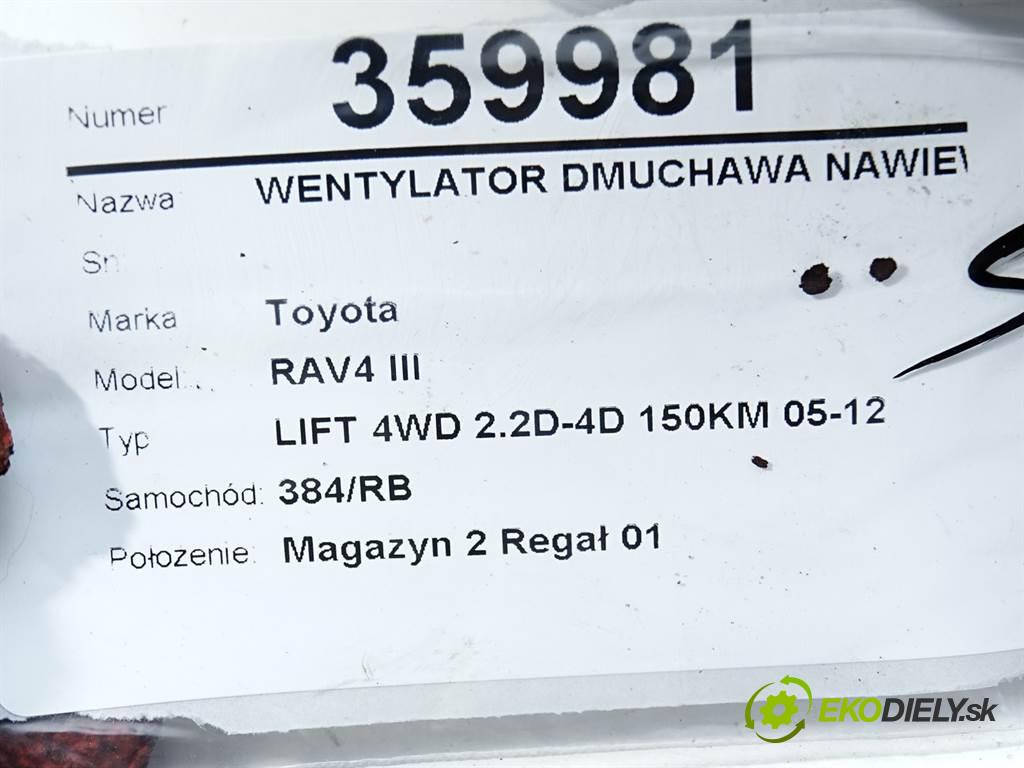 Numer 359981
Nazwa WENTYLATOR DMUCHAWA
Sn
Marka Toyota
Model: RAV4 III
Typ LIFT 4WD 2.2D-4D 150KM 05-12
Samochód: 384/RB
Położenie: Magazyn 2 Regał 01
EKODIELY.sk